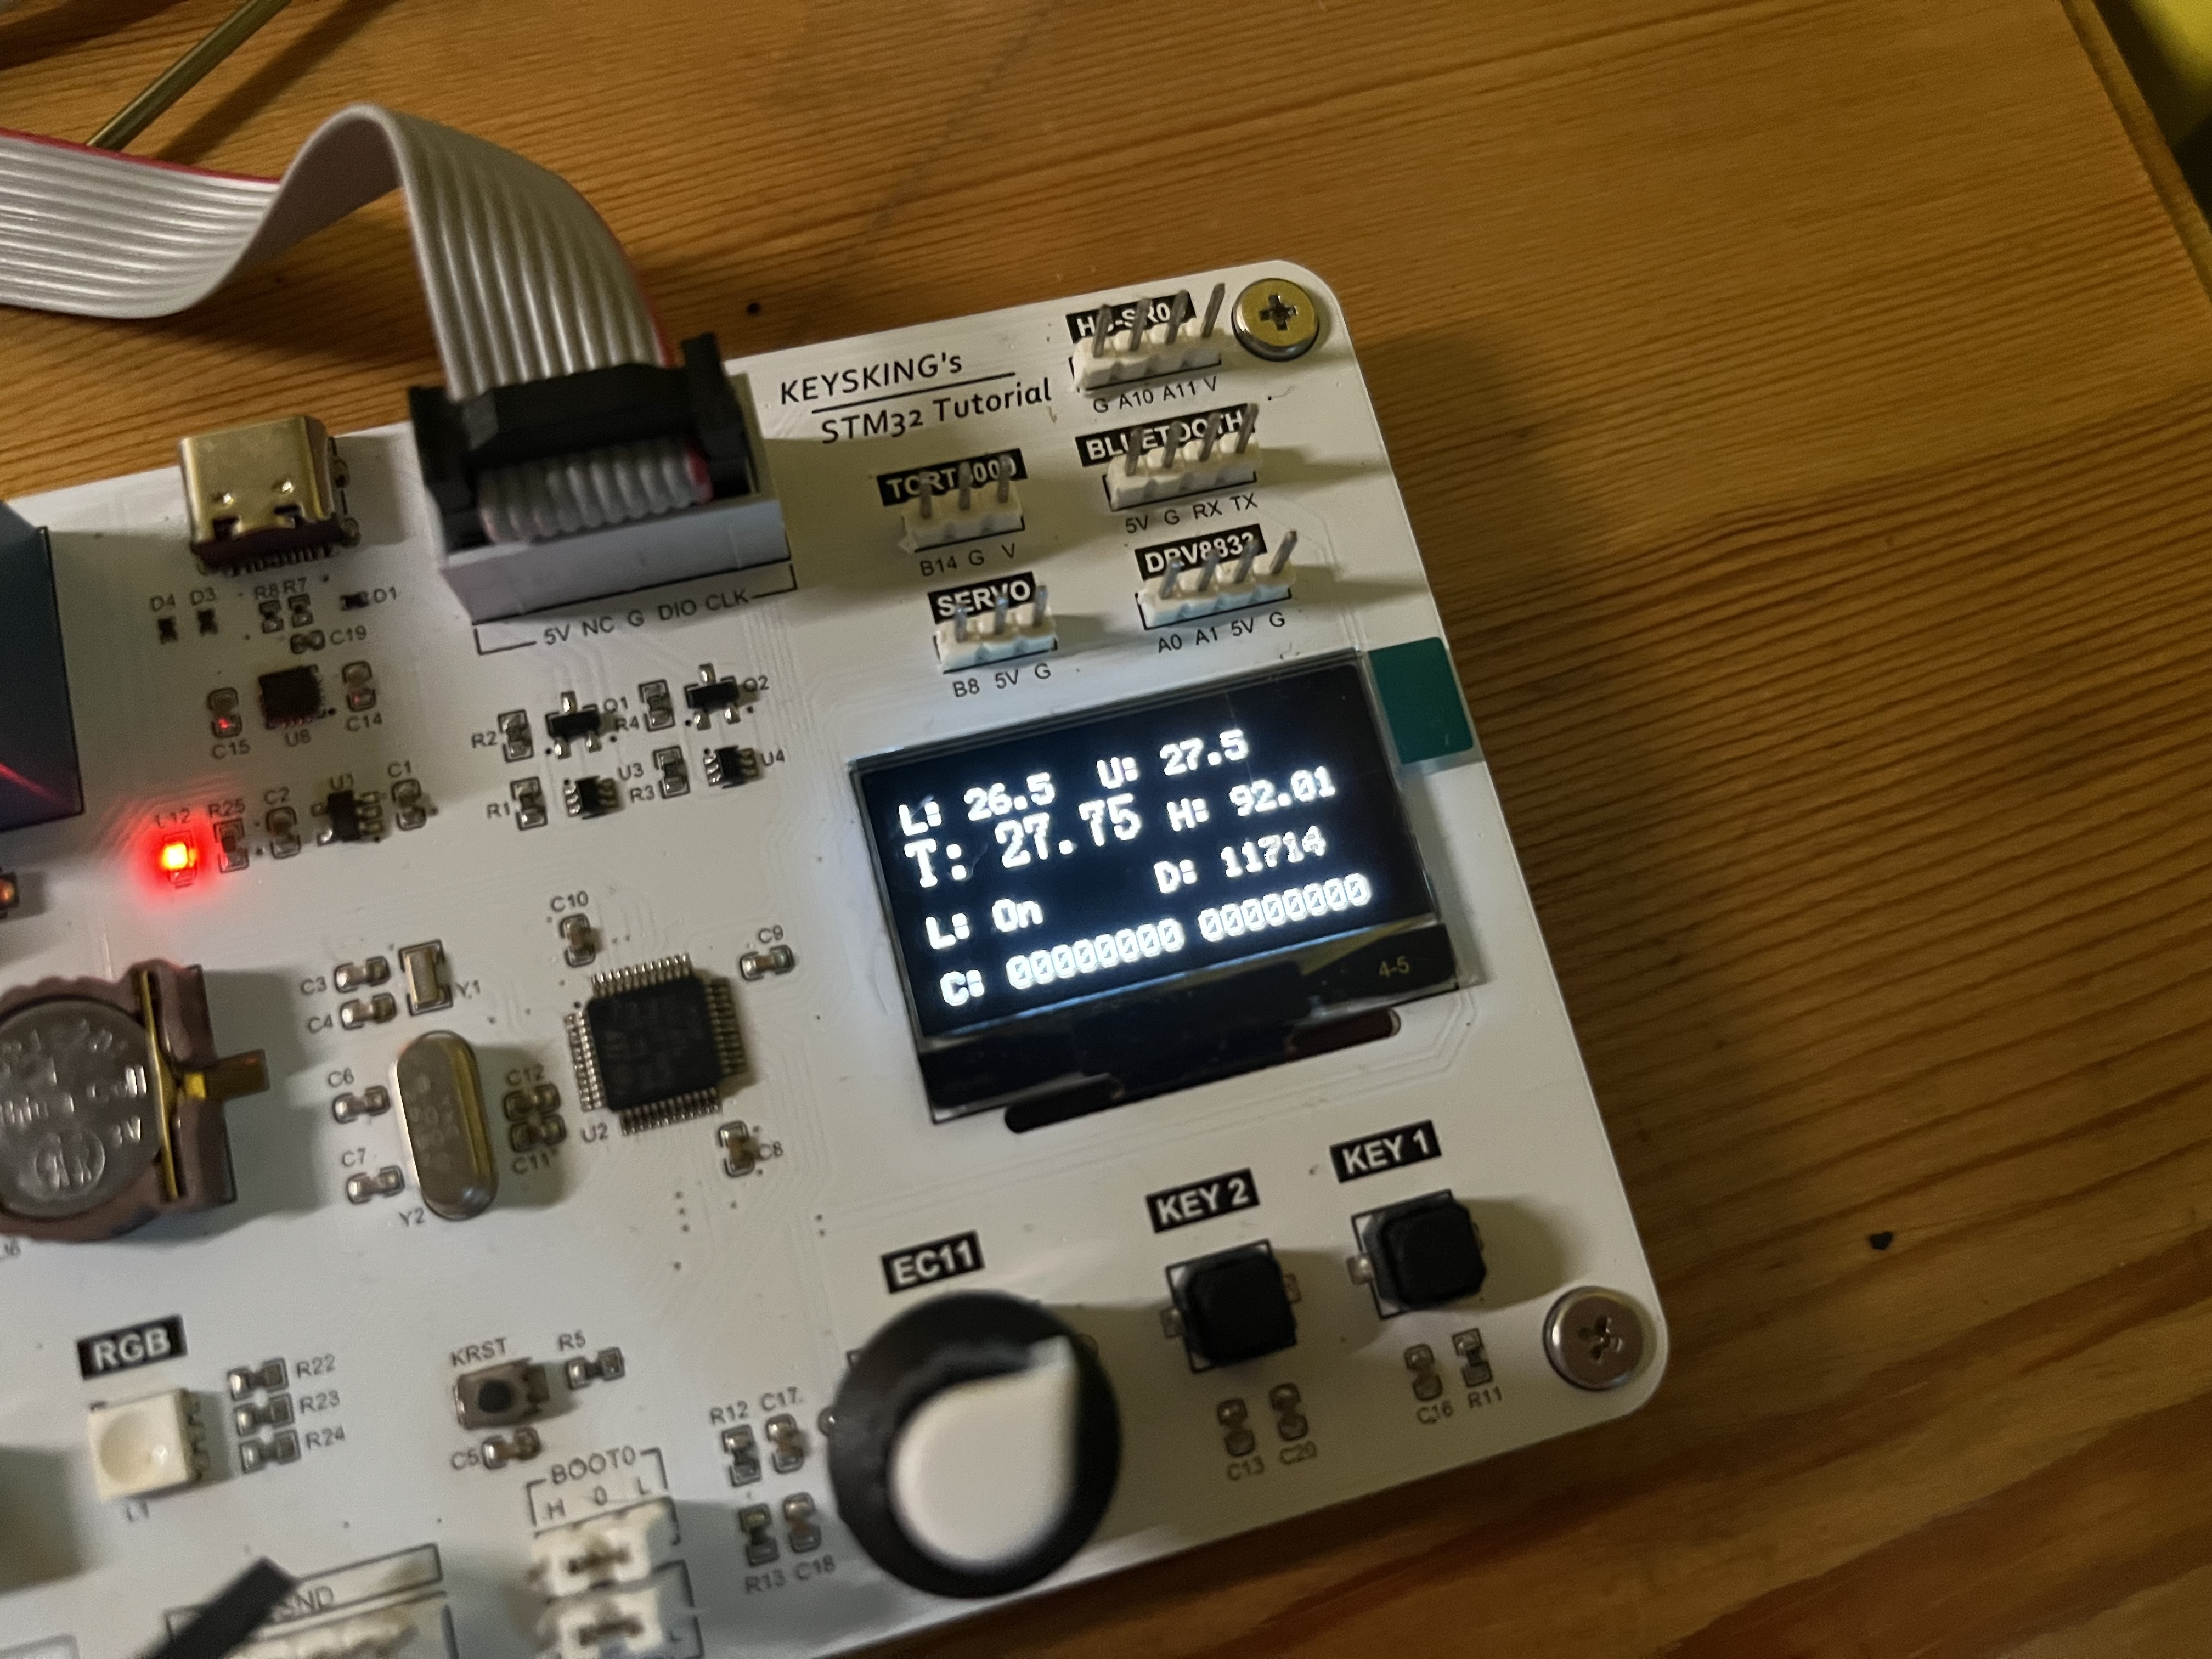 KEYSKING's
STM32 Tutorial
G A10 A11 V
BLUETOOTH
5V G RX TX
B14 G V
DRV8833
A0 A1 5V G
SERVO
B8 5V G
5V NC G DIO CLK
D4 D3 R8 R7 D1
C19
C15 U8 C14
R2 Q1 R4 Q2
R1 U3 R3 U4
R25 C2 U1 C1
L: 26.5 U: 27.5
T: 27.75 H: 92.01
L: On D: 11714
C: 00000000 00000000
4-5
C10
C9
C3
C4
Y1
C6
C12
C11
U2
C7
C8
Y2
3V
KEY 1
KEY 2
EC11
RGB
R22
R23
R24
KRST
R5
C5
BOOT0
H 0 L
R12 C17
R13 C18
C16 R11
C13 C20
L